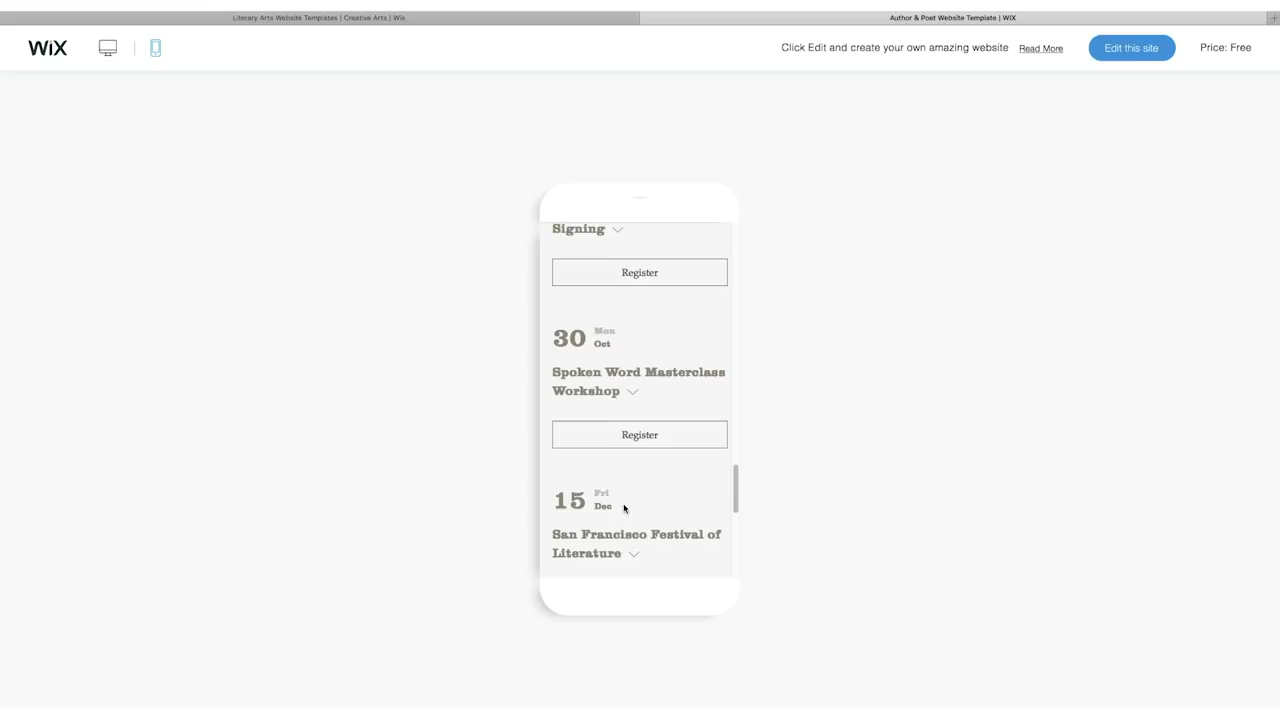 Literary Arts Website Templates | Creative Arts | Wix
Author & Poet Website Template | WIX
WiX
Click Edit and create your own amazing website Read More
Edit this site
Price: Free
Signing
Register
30 Mon
Oct
Spoken Word Masterclass
Workshop
Register
15 Fri
Dec
San Francisco Festival of
Literature